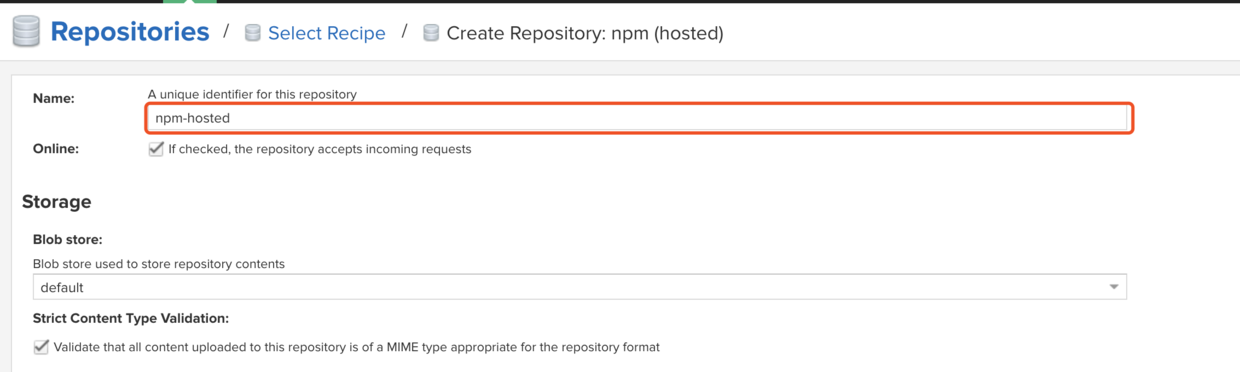 Repositories / Select Recipe / Create Repository: npm (hosted)
Name: A unique identifier for this repository
npm-hosted
Online: If checked, the repository accepts incoming requests
Storage
Blob store:
Blob store used to store repository contents
default
Strict Content Type Validation:
Validate that all content uploaded to this repository is of a MIME type appropriate for the repository format